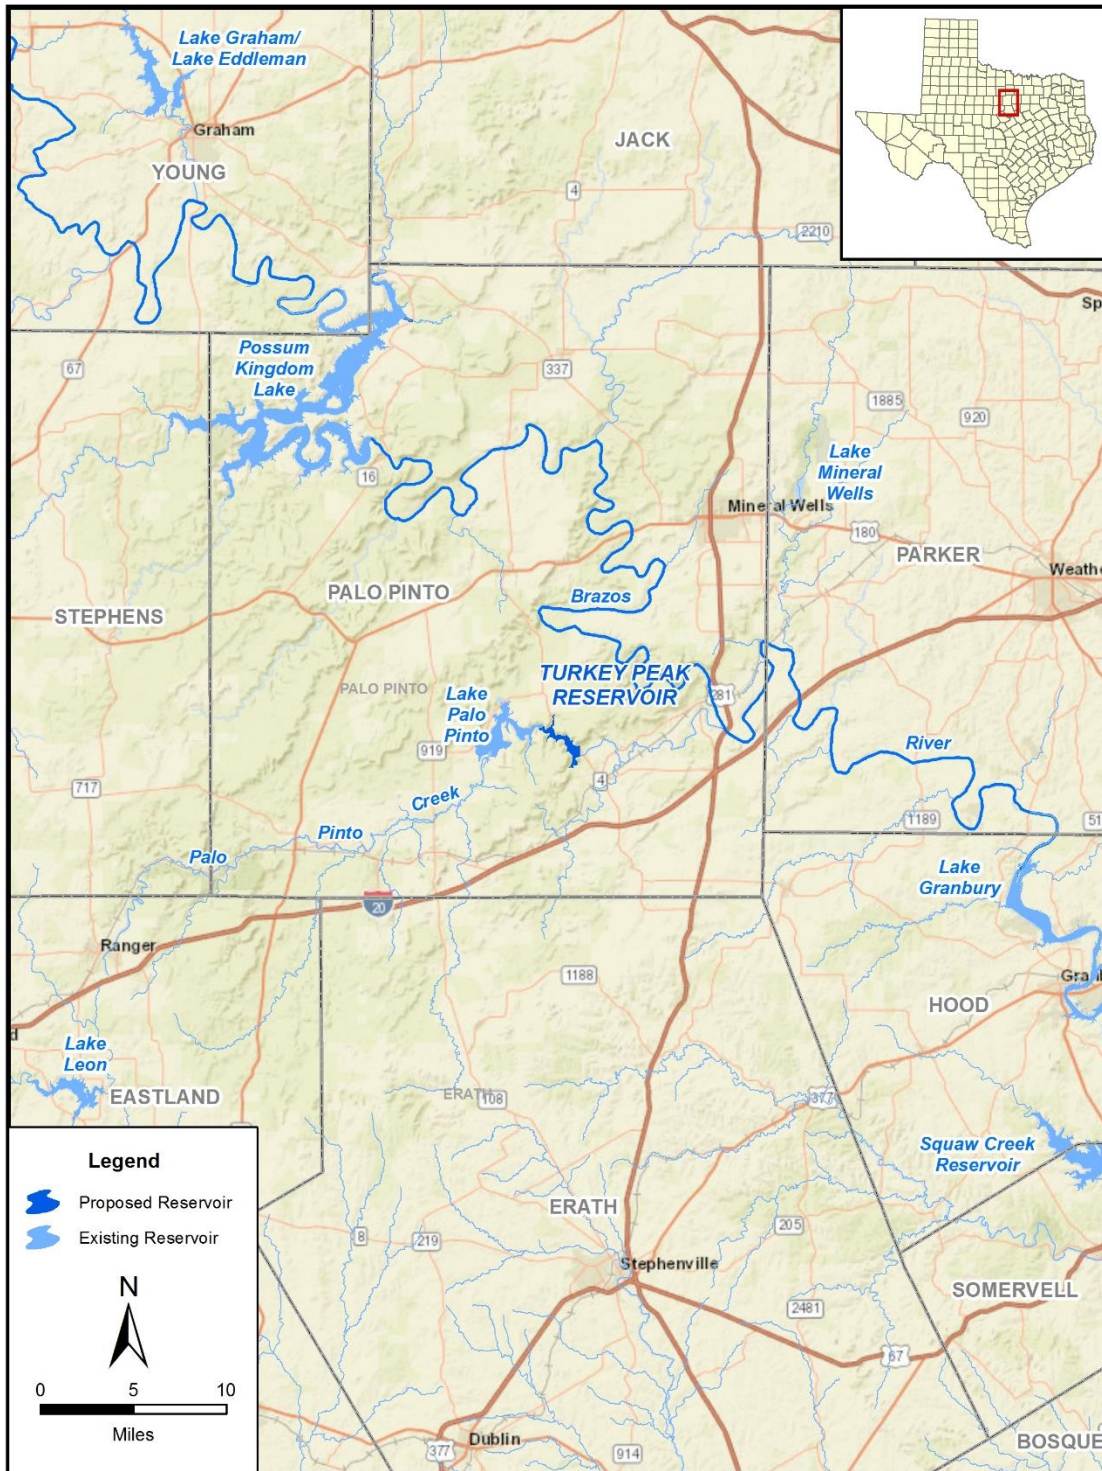 Lake Graham/
Lake Eddleman
Graham
YOUNG
JACK
4
2210
Sp
67
Possum
Kingdom
Lake
337
1885
920
16
Lake
Mineral
Wells
Mineral Wells
180
PARKER
Weathe
STEPHENS
PALO PINTO
Brazos
TURKEY PEAK
RESERVOIR
PALO PINTO
Lake
Palo
Pinto
281
919
River
717
4
Creek
Pinto
Palo
1189
51
Lake
Granbury
20
Ranger
1188
Gran
HOOD
d
Lake
Leon
EASTLAND
ERATH
108
377
Squaw Creek
Reservoir
Legend
Proposed Reservoir
Existing Reservoir
N
0 5 10
Miles
ERATH
8
219
205
Stephenville
SOMERVELL
2481
67
Dublin
377
914
BOSQUE